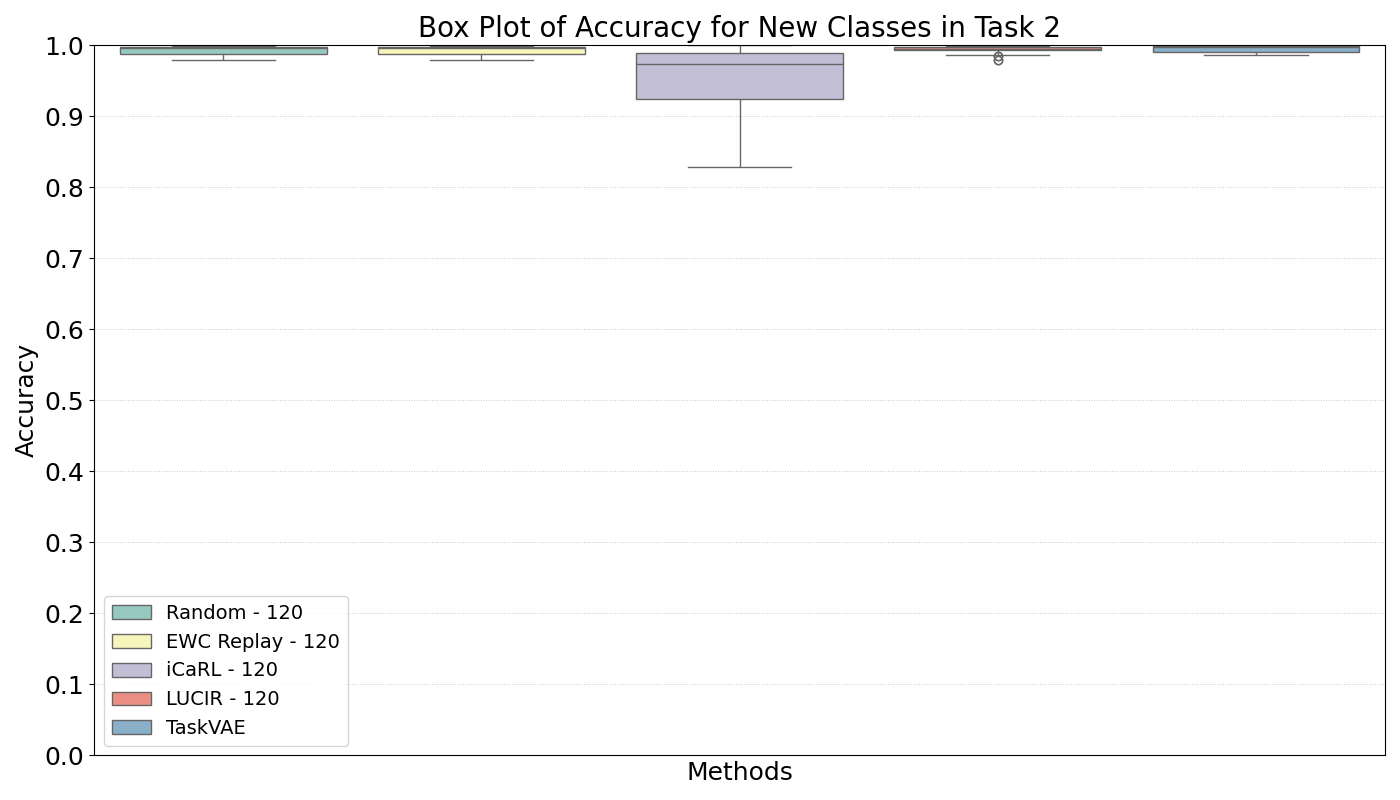 Box Plot of Accuracy for New Classes in Task 2
1.0
0.9
0.8
0.7
0.6
0.5
0.4
0.3
0.2
0.1
0.0
Accuracy
Random - 120
EWC Replay - 120
iCaRL - 120
LUCIR - 120
TaskVAE
Methods